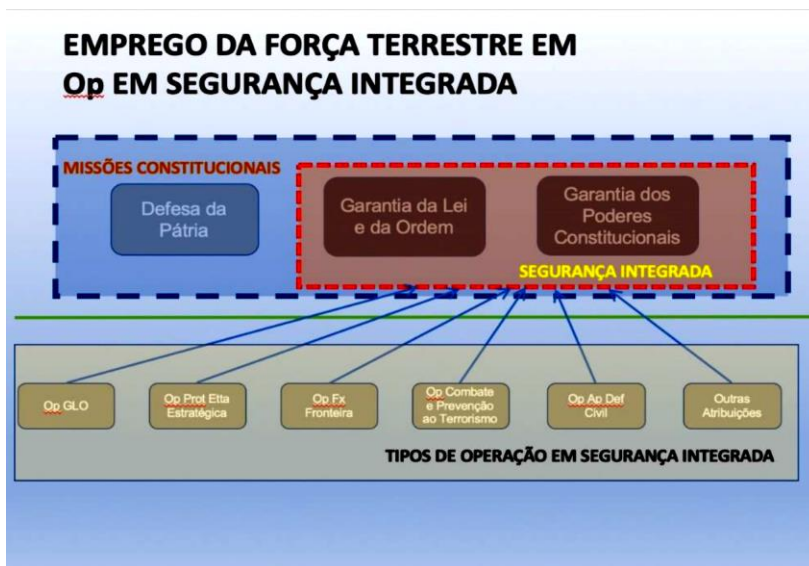 EMPREGO DA FORÇA TERRESTRE EM
Op EM SEGURANÇA INTEGRADA
MISSÕES CONSTITUCIONAIS
Defesa da
Pátria
Garantia da Lei
e da Ordem
Garantia dos
Poderes
Constitucionais
SEGURANÇA INTEGRADA
Op GLO
Op Prot Etta
Estratégica
Op Fx
Fronteira
Op Combate
e Prevenção
ao Terrorismo
Op Ap Def
Civil
Outras
Atribuições
TIPOS DE OPERAÇÃO EM SEGURANÇA INTEGRADA